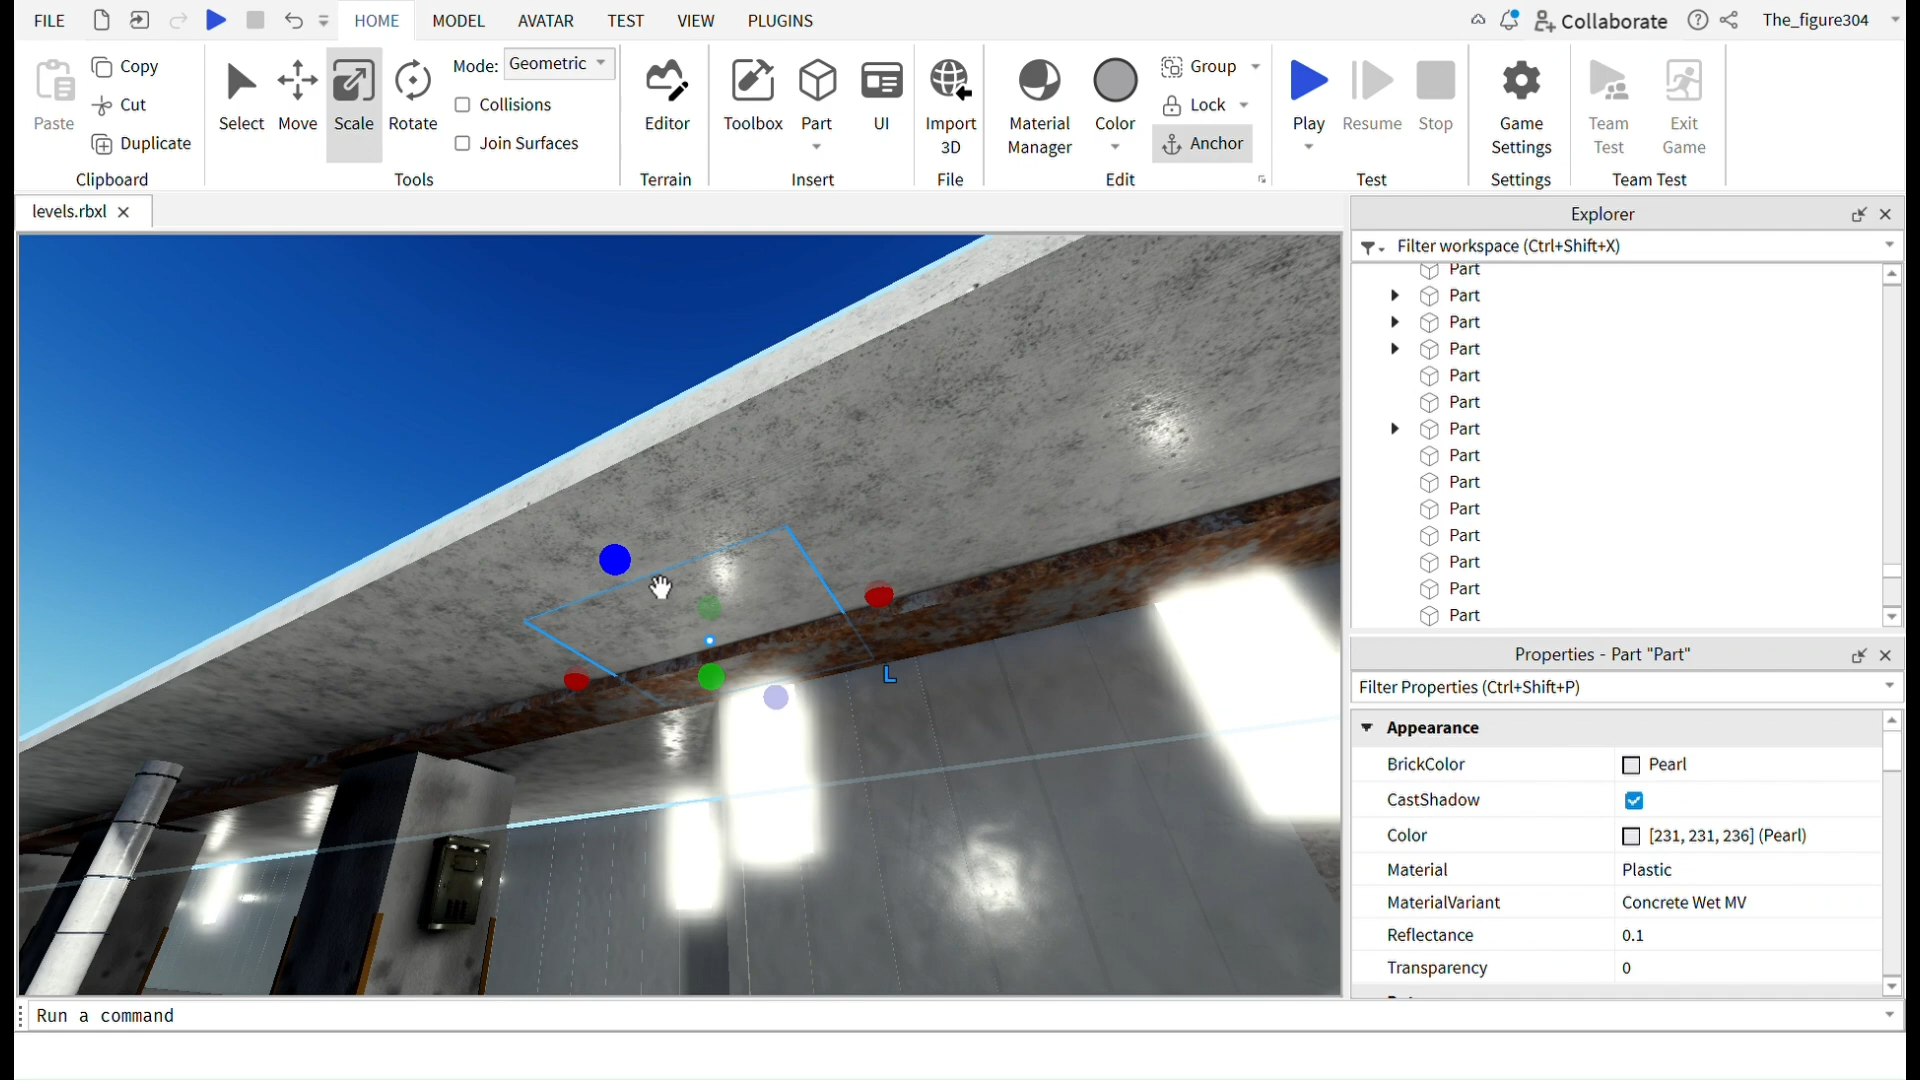 FILE HOME MODEL AVATAR TEST VIEW PLUGINS Collaborate The_figure304
Paste Copy Cut Duplicate Clipboard
Select Move Scale Rotate Mode: Geometric Collisions Join Surfaces Tools
Editor Terrain
Toolbox Part UI Insert
Import 3D File
Material Manager Color Group Lock Anchor Edit
Play Resume Stop Test
Game Settings Settings
Team Test Exit Game Team Test
levels.rbxl
L
Explorer
Filter workspace (Ctrl+Shift+X)
Part
Part
Part
Part
Part
Part
Part
Part
Part
Part
Part
Part
Part
Part
Properties - Part "Part"
Filter Properties (Ctrl+Shift+P)
Appearance
BrickColor Pearl
CastShadow
Color [231, 231, 236] (Pearl)
Material Plastic
MaterialVariant Concrete Wet MV
Reflectance 0.1
Transparency 0
Run a command